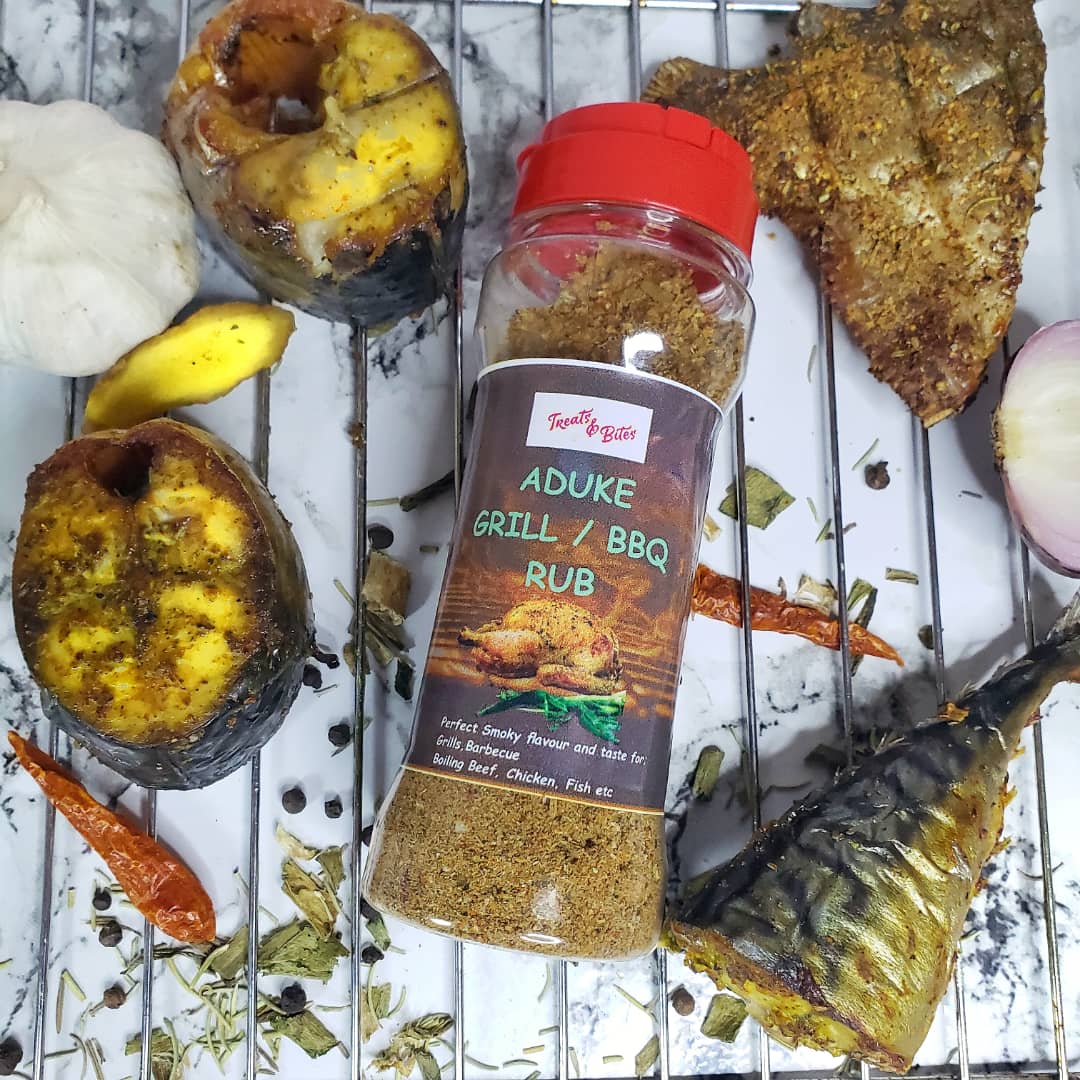 Treats
& Bites
ADUKE
GRILL / BBQ
RUB
Perfect Smoky flavour and taste for;
Grills,Barbecue
Boiling Beef, Chicken, Fish etc